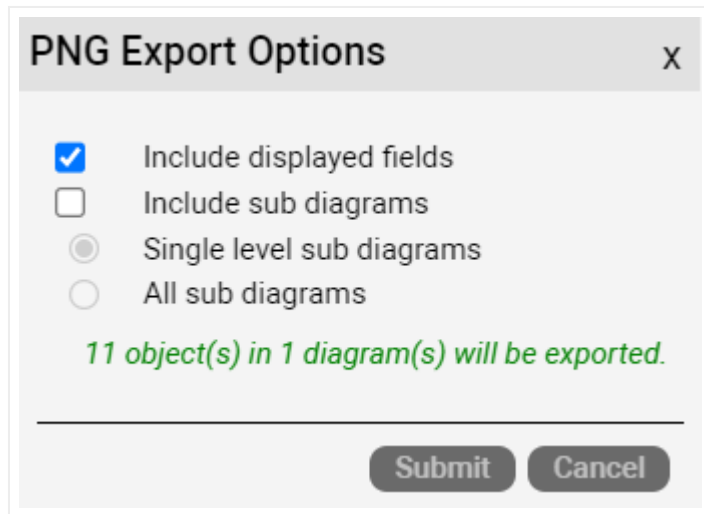 PNG Export Options
X
Include displayed fields
Include sub diagrams
Single level sub diagrams
All sub diagrams
11 object(s) in 1 diagram(s) will be exported.
Submit Cancel